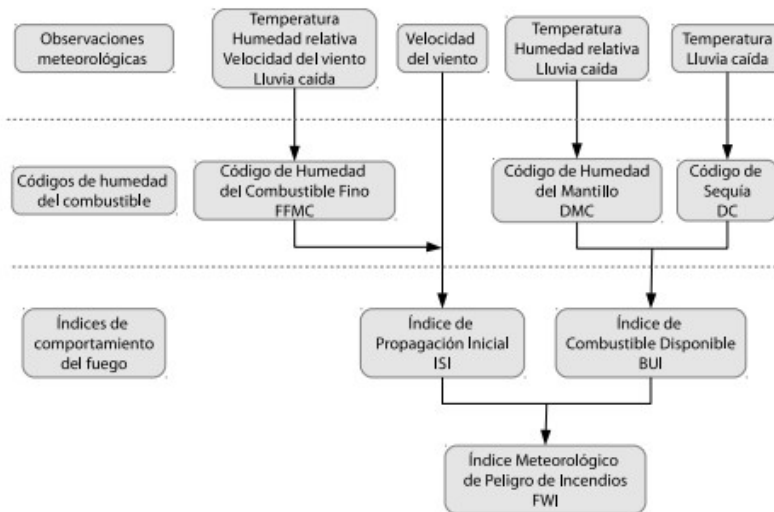 Observaciones
meteorológicas
Temperatura
Humedad relativa
Velocidad del viento
Lluvia caída
Velocidad
del viento
Temperatura
Humedad relativa
Lluvia caída
Temperatura
Lluvia caída
Códigos de humedad
del combustible
Código de Humedad
del Combustible Fino
FFMC
Código de Humedad
del Mantillo
DMC
Código de
Sequía
DC
Índices de
comportamiento
del fuego
Índice de
Propagación Inicial
ISI
Índice de
Combustible Disponible
BUI
Índice Meteorológico
de Peligro de Incendios
FWI